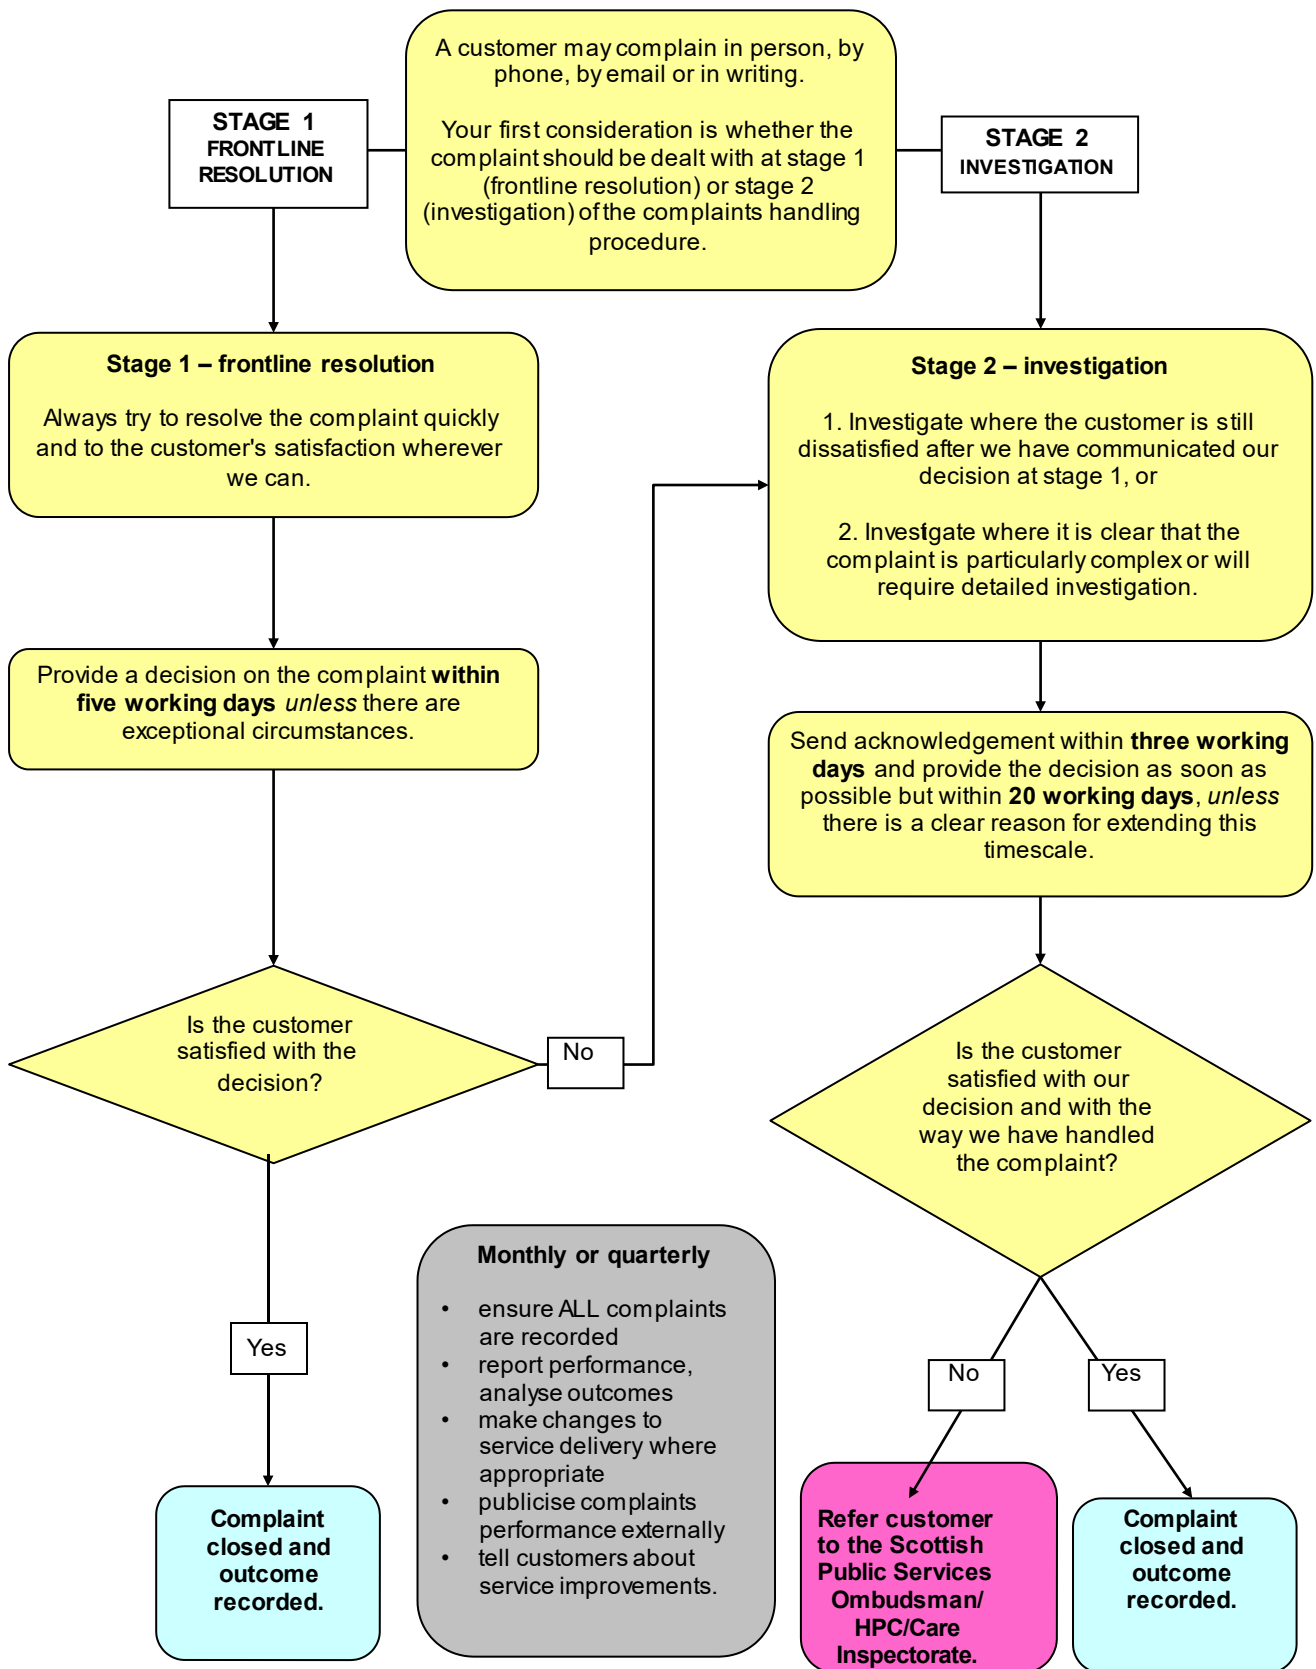 A customer may complain in person, by
phone, by email or in writing.
Your first consideration is whether the
complaint should be dealt with at stage 1
(frontline resolution) or stage 2
(investigation) of the complaints handling
procedure.
STAGE 1
FRONTLINE
RESOLUTION
STAGE 2
INVESTIGATION
Stage 1 – frontline resolution
Always try to resolve the complaint quickly
and to the customer's satisfaction wherever
we can.
Provide a decision on the complaint within
five working days unless there are
exceptional circumstances.
Is the customer
satisfied with the
decision?
No
Yes
Complaint
closed and
outcome
recorded.
Stage 2 – investigation
1. Investigate where the customer is still
dissatisfied after we have communicated our
decision at stage 1, or
2. Investigate where it is clear that the
complaint is particularly complex or will
require detailed investigation.
Send acknowledgement within three working
days and provide the decision as soon as
possible but within 20 working days, unless
there is a clear reason for extending this
timescale.
Is the customer
satisfied with our
decision and with the
way we have handled
the complaint?
No
Yes
Refer customer
to the Scottish
Public Services
Ombudsman/
HPC/Care
Inspectorate.
Complaint
closed and
outcome
recorded.
Monthly or quarterly
• ensure ALL complaints
are recorded
• report performance,
analyse outcomes
• make changes to
service delivery where
appropriate
• publicise complaints
performance externally
• tell customers about
service improvements.